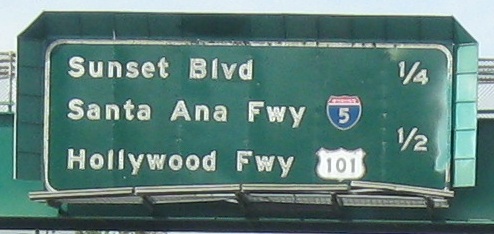 Sunset Blvd 1/4
Santa Ana Fwy 5
1/2
Hollywood Fwy 101